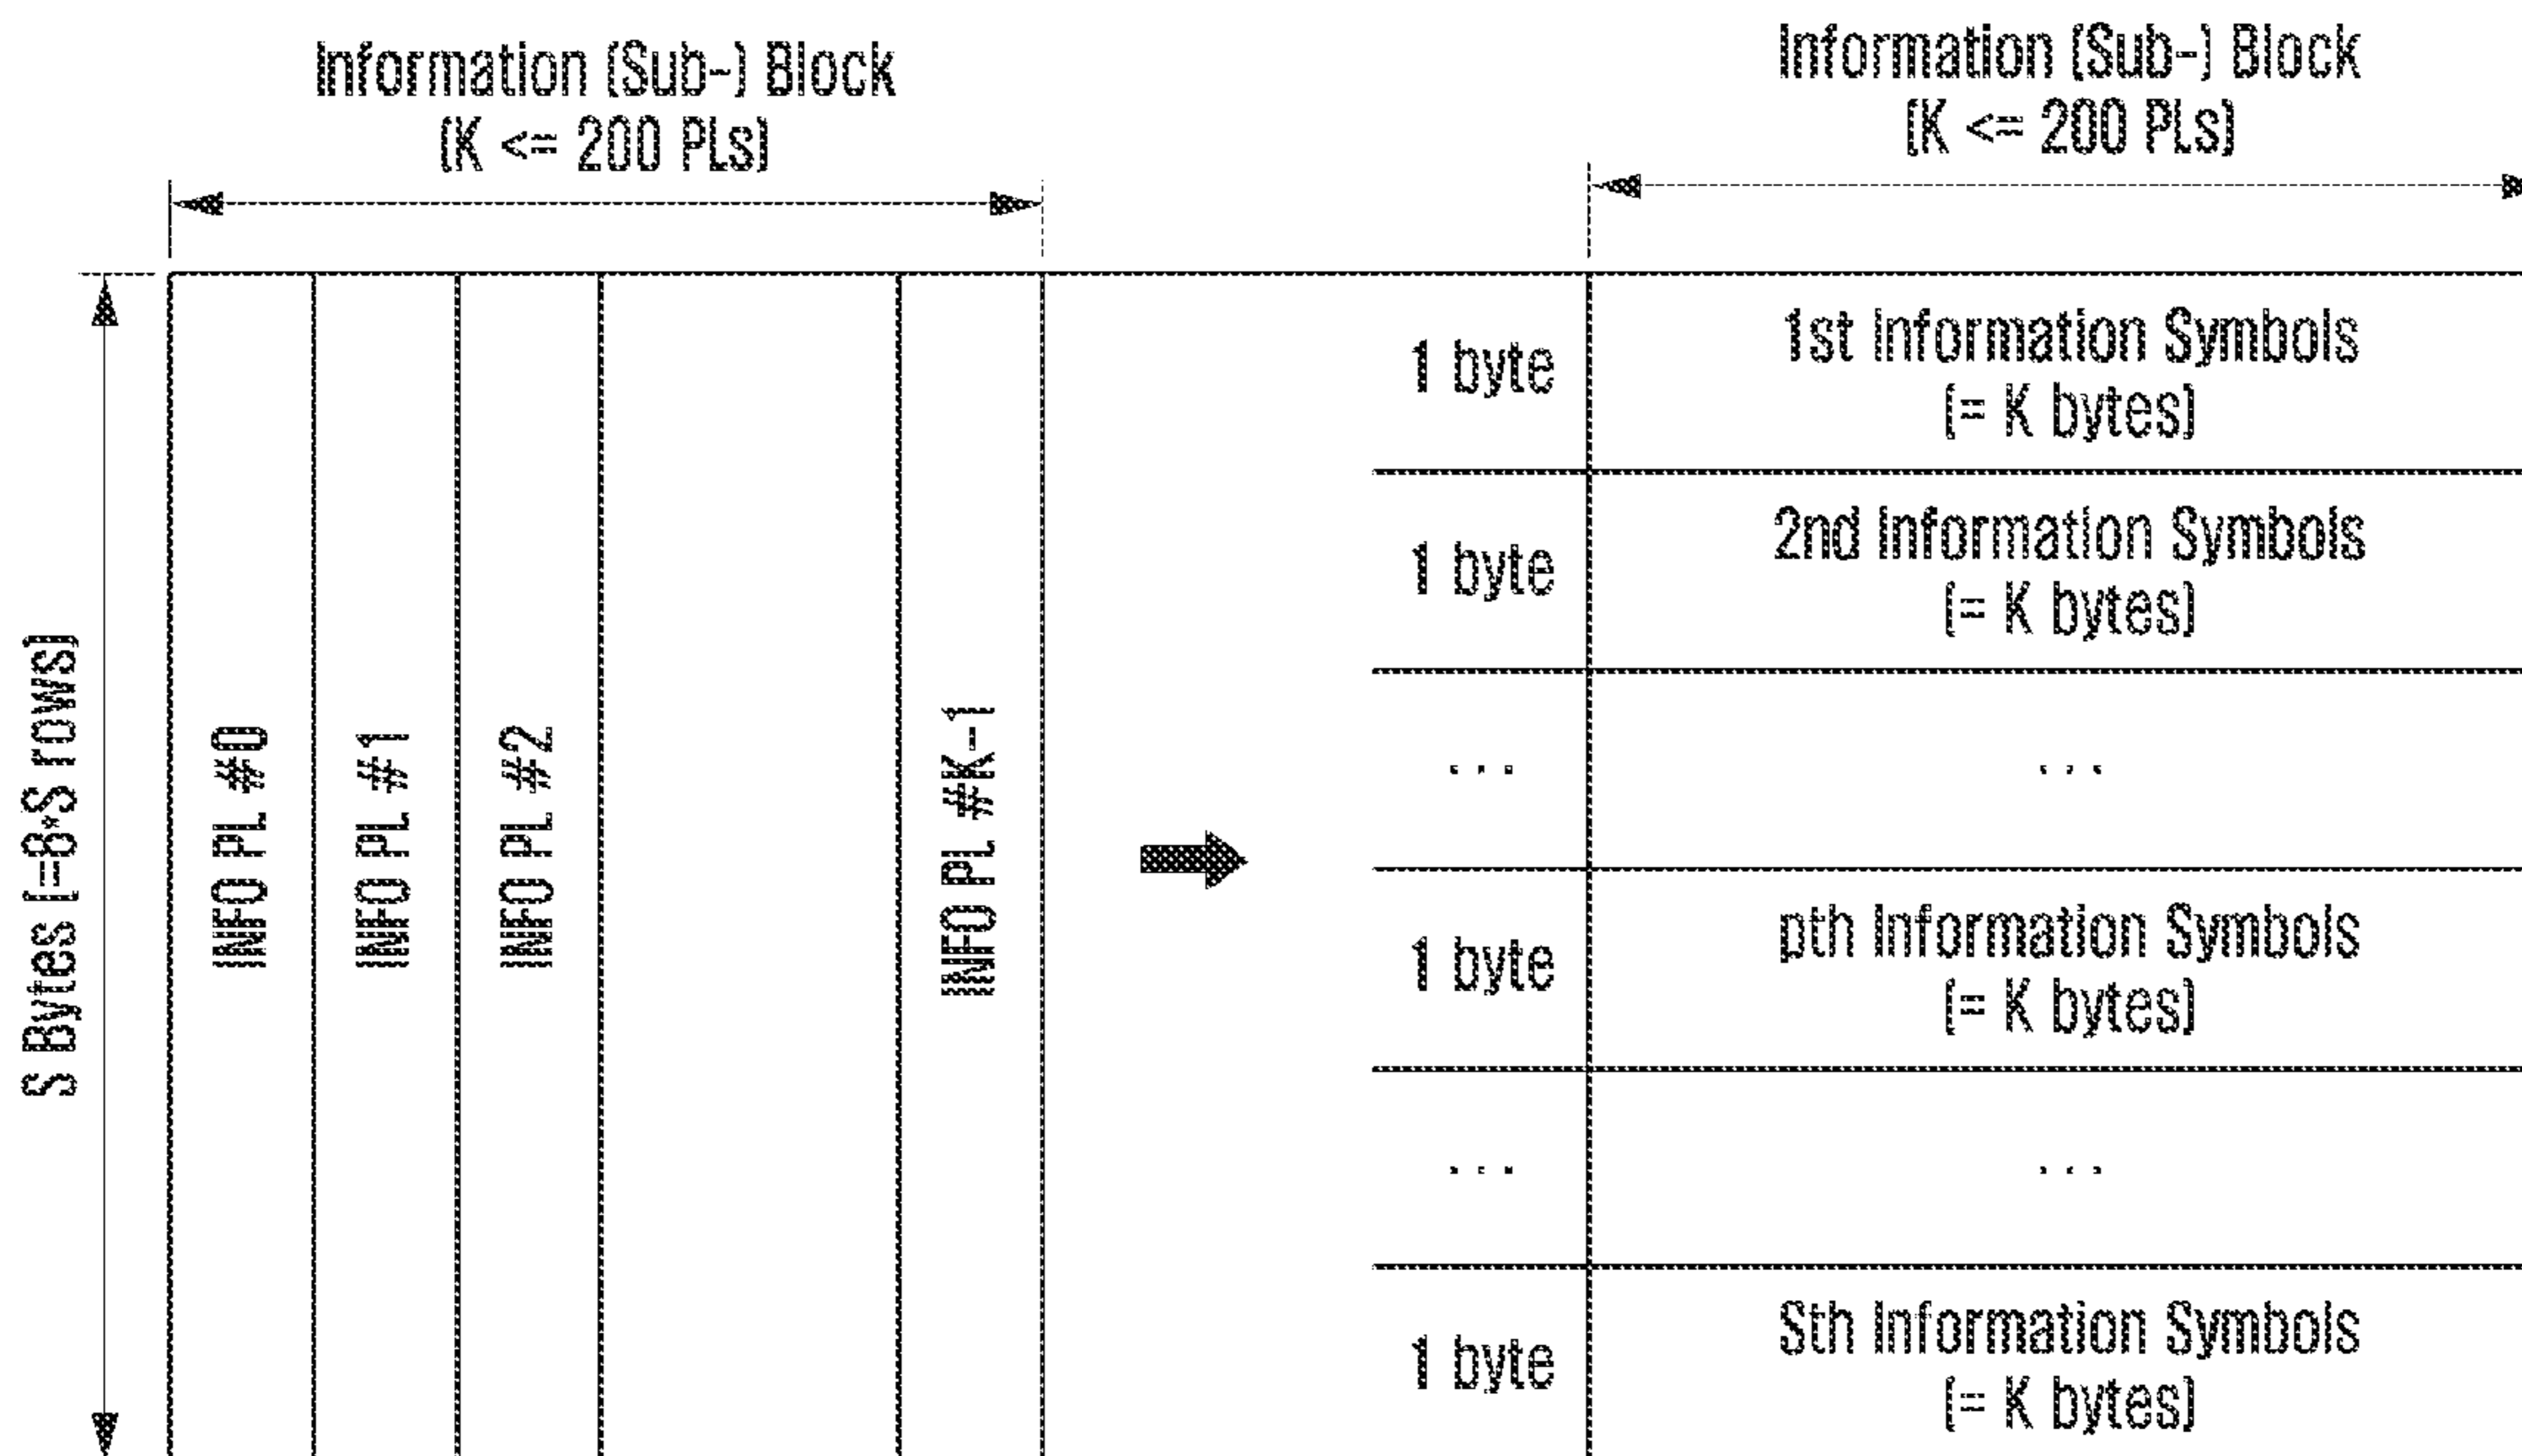 Information (Sub-) Block
(K <= 200 PLs)
S Bytes (=8*S rows)
INFO PL #0
INFO PL #1
INFO PL #2
INFO PL #K-1
Information (Sub-) Block
(K <= 200 PLs)
1 byte
1st Information Symbols
(= K bytes)
1 byte
2nd Information Symbols
(= K bytes)
...
...
1 byte
pth Information Symbols
(= K bytes)
...
...
1 byte
Sth Information Symbols
(= K bytes)